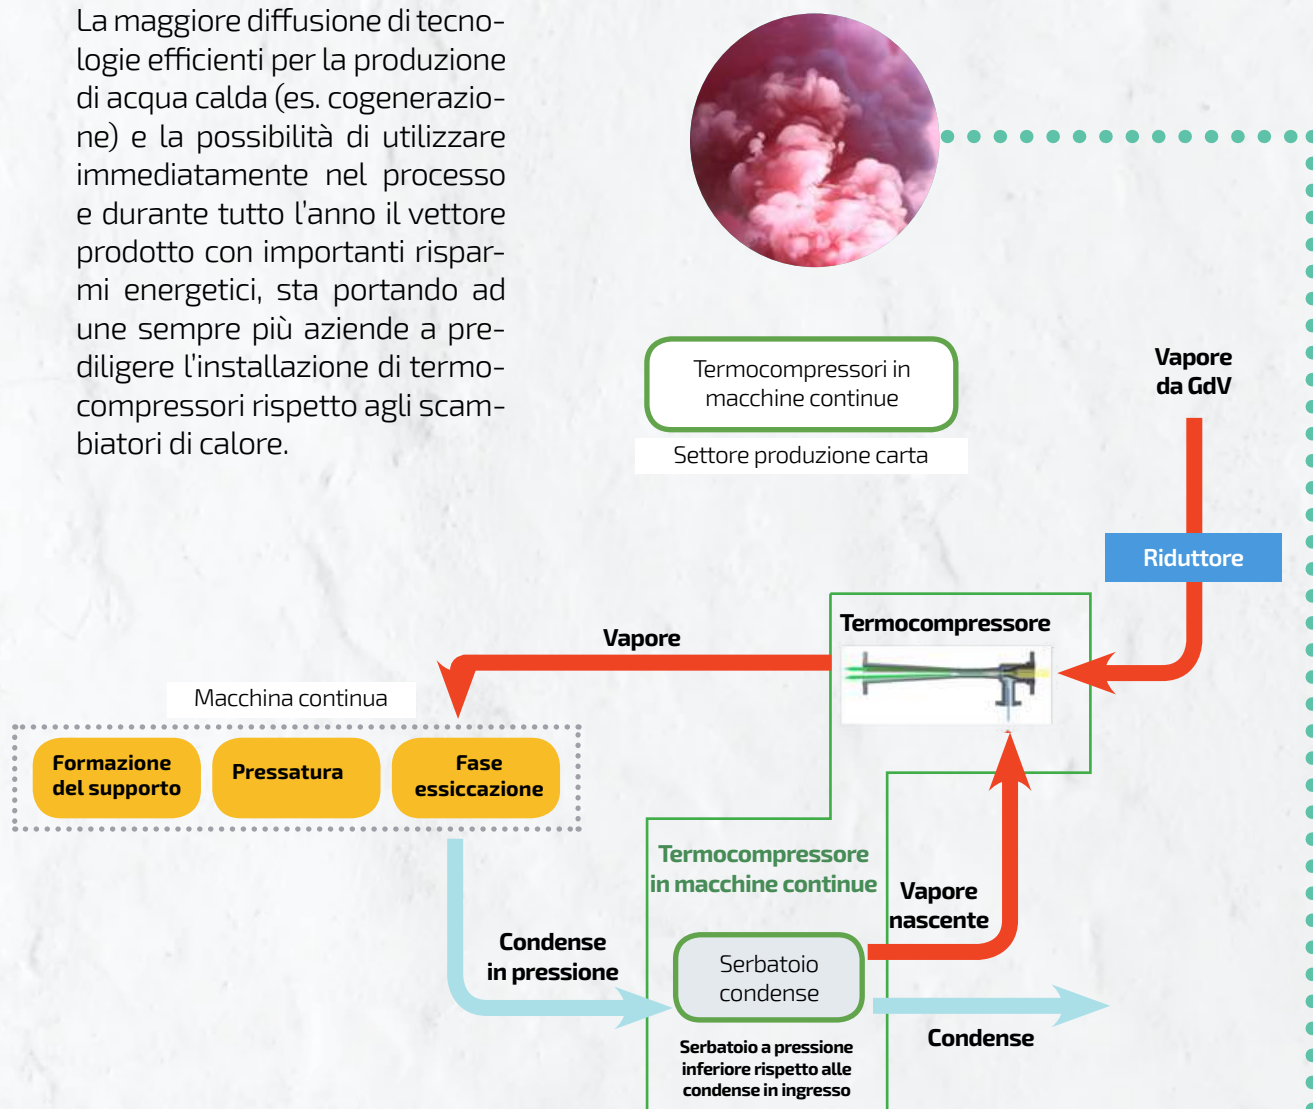 La maggiore diffusione di tecno-
logie efficienti per la produzione
di acqua calda (es. cogenerazio-
ne) e la possibilità di utilizzare
immediatamente nel processo
e durante tutto l'anno il vettore
prodotto con importanti rispar-
mi energetici, sta portando ad
une sempre più aziende a pre-
diligere l'installazione di termo-
compressori rispetto agli scam-
biatori di calore.
Termocompressori in
macchine continue
Settore produzione carta
Vapore
da GdV
Riduttore
Termocompressore
Vapore
Macchina continua
Formazione
del supporto
Pressatura
Fase
essiccazione
Termocompressore
in macchine continue
Vapore
nascente
Condense
in pressione
Serbatoio
condense
Condense
Serbatoio a pressione
inferiore rispetto alle
condense in ingresso